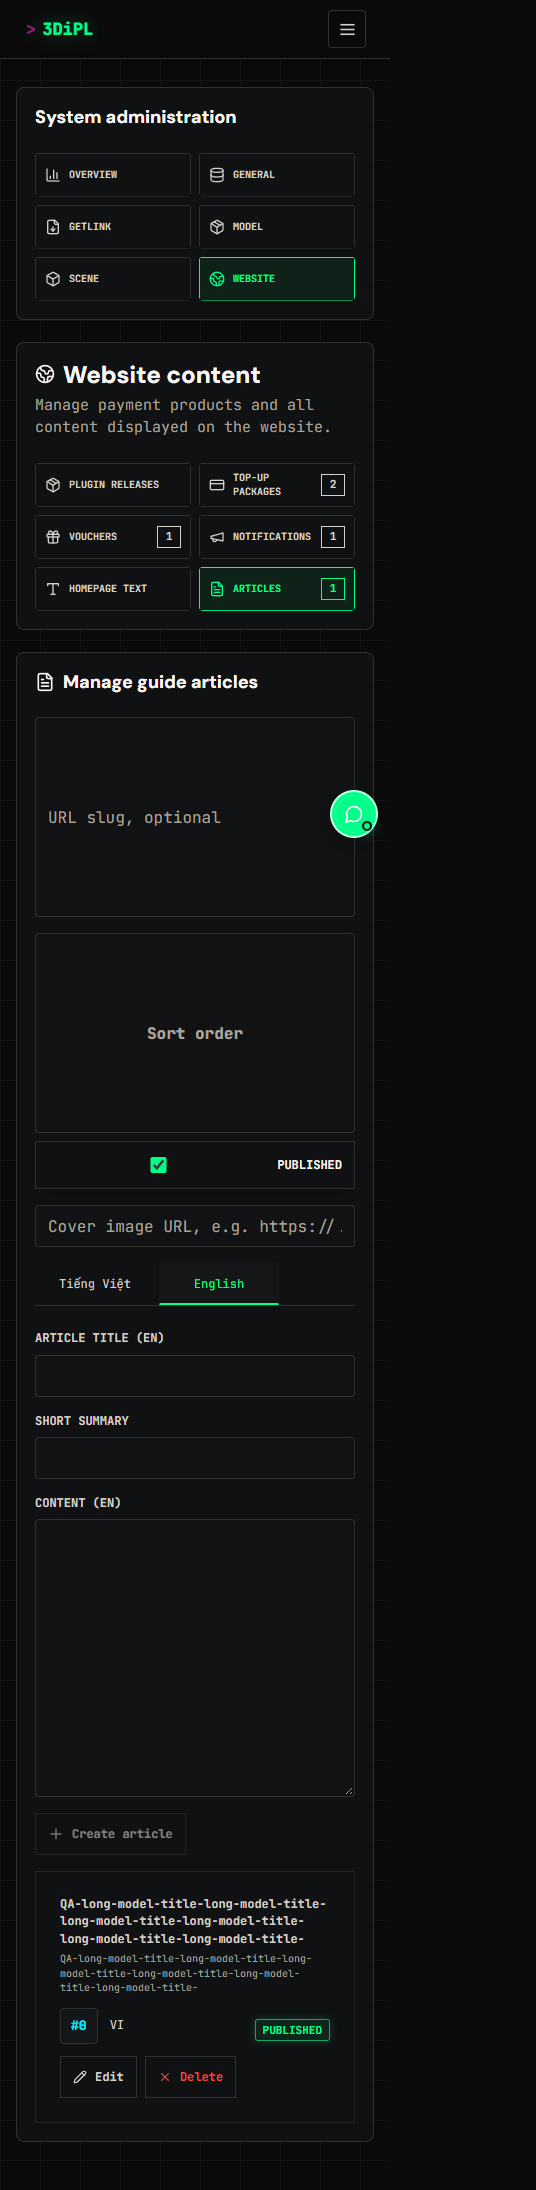 > 3DiPL
System administration
OVERVIEW
GENERAL
GETLINK
MODEL
SCENE
WEBSITE
Website content
Manage payment products and all
content displayed on the website.
PLUGIN RELEASES
TOP-UP
PACKAGES
2
VOUCHERS
1
NOTIFICATIONS
1
HOMEPAGE TEXT
ARTICLES
1
Manage guide articles
URL slug, optional
Sort order
PUBLISHED
Cover image URL, e.g. https://.
Tiếng Việt
English
ARTICLE TITLE (EN)
SHORT SUMMARY
CONTENT (EN)
+ Create article
QA-long-model-title-long-model-title-
long-model-title-long-model-title-
long-model-title-long-model-title-
QA-long-model-title-long-model-title-long-
model-title-long-model-title-long-model-
title-long-model-title-
#0
VI
PUBLISHED
Edit
Delete